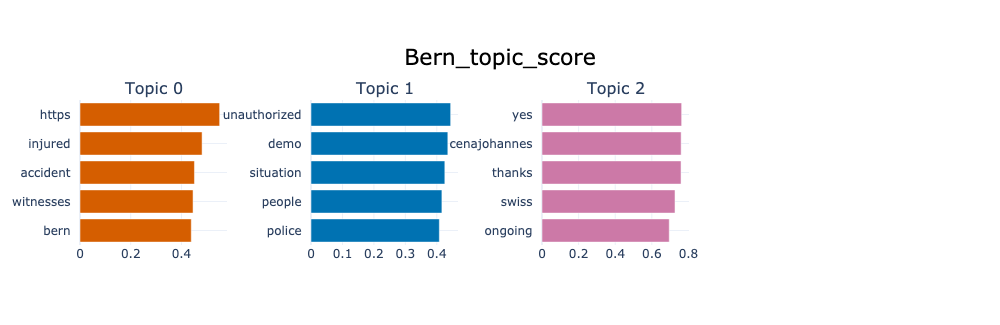 Bern_topic_score
Topic 0
https
injured
accident
witnesses
bern
0 0.2 0.4
Topic 1
unauthorized
demo
situation
people
police
0 0.1 0.2 0.3 0.4
Topic 2
yes
cenajohannes
thanks
swiss
ongoing
0 0.2 0.4 0.6 0.8